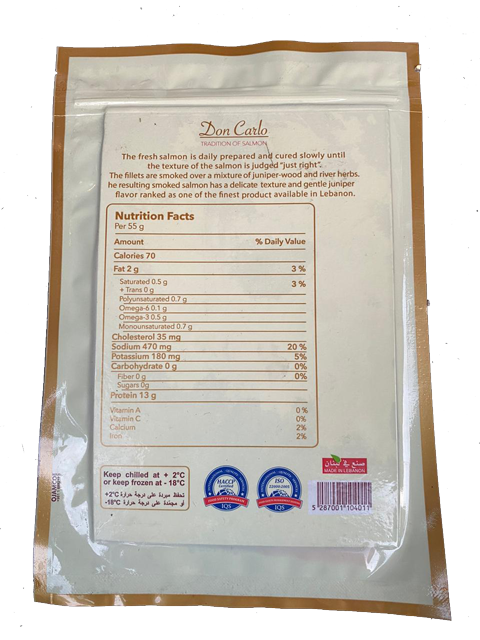 Don Carlo
TRADITION OF SALMON
The fresh salmon is daily prepared and cured slowly until
the texture of the salmon is judged "just right".
The fillets are smoked over a mixture of juniper-wood and river herbs.
he resulting smoked salmon has a delicate texture and gentle juniper
flavor ranked as one of the finest product available in Lebanon.
Nutrition Facts
Per 55 g
Amount % Daily Value
Calories 70
Fat 2 g 3 %
Saturated 0.5 g 3 %
+ Trans 0 g
Polyunsaturated 0.7 g
Omega-6 0.1 g
Omega-3 0.5 g
Monounsaturated 0.7 g
Cholesterol 35 mg
Sodium 470 mg 20 %
Potassium 180 mg 5%
Carbohydrate 0 g 0%
Fiber 0 g 0%
Sugars 0g
Protein 13 g
Vitamin A 0 %
Vitamin C 0%
Calcium 2%
Iron 2%
Keep chilled at + 2°C
or keep frozen at - 18°C
تحفظ مبردة على درجة حرارة 2°C+
أو مجلدة على درجة حرارة 18°C-
HACCP
Certified
IQS
ISO
22000:2005
IQS
صنع في لبنان
MADE IN LEBANON
5 287001 104011